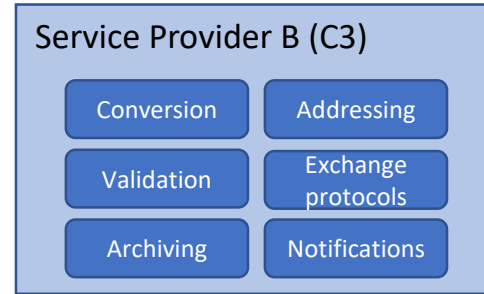 Service Provider B (C3)
Conversion
Addressing
Validation
Exchange
protocols
Archiving
Notifications